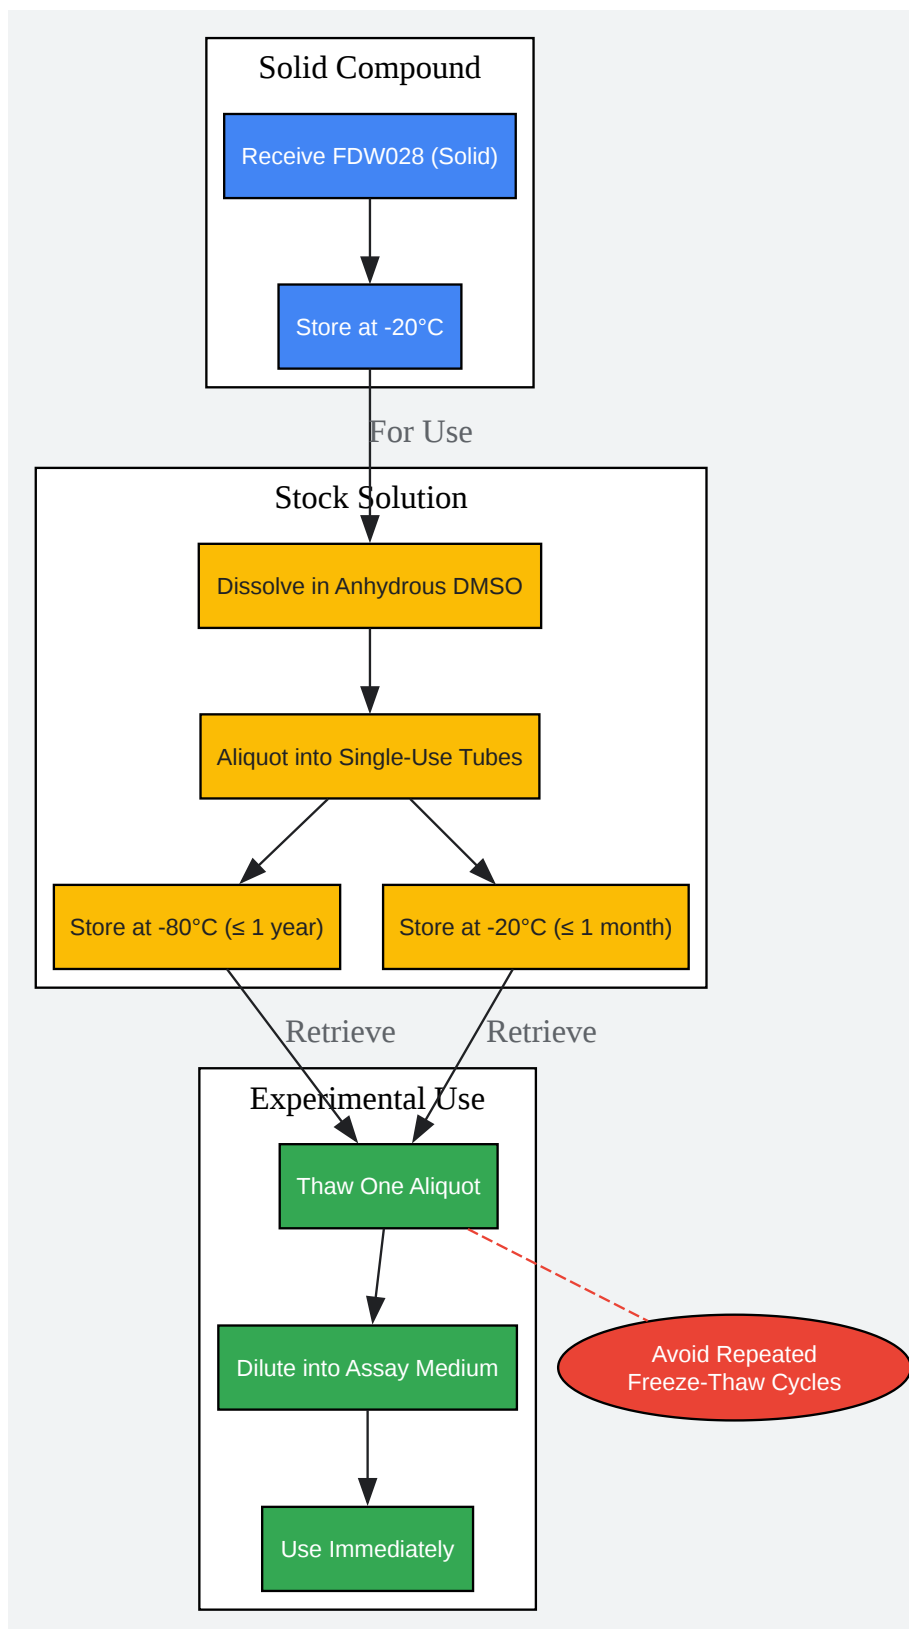 Solid Compound
Receive FDW028 (Solid)
Store at -20°C
For Use
Stock Solution
Dissolve in Anhydrous DMSO
Aliquot into Single-Use Tubes
Store at -80°C (≤ 1 year)
Store at -20°C (≤ 1 month)
Retrieve
Retrieve
Experimental Use
Thaw One Aliquot
Avoid Repeated
Freeze-Thaw Cycles
Dilute into Assay Medium
Use Immediately